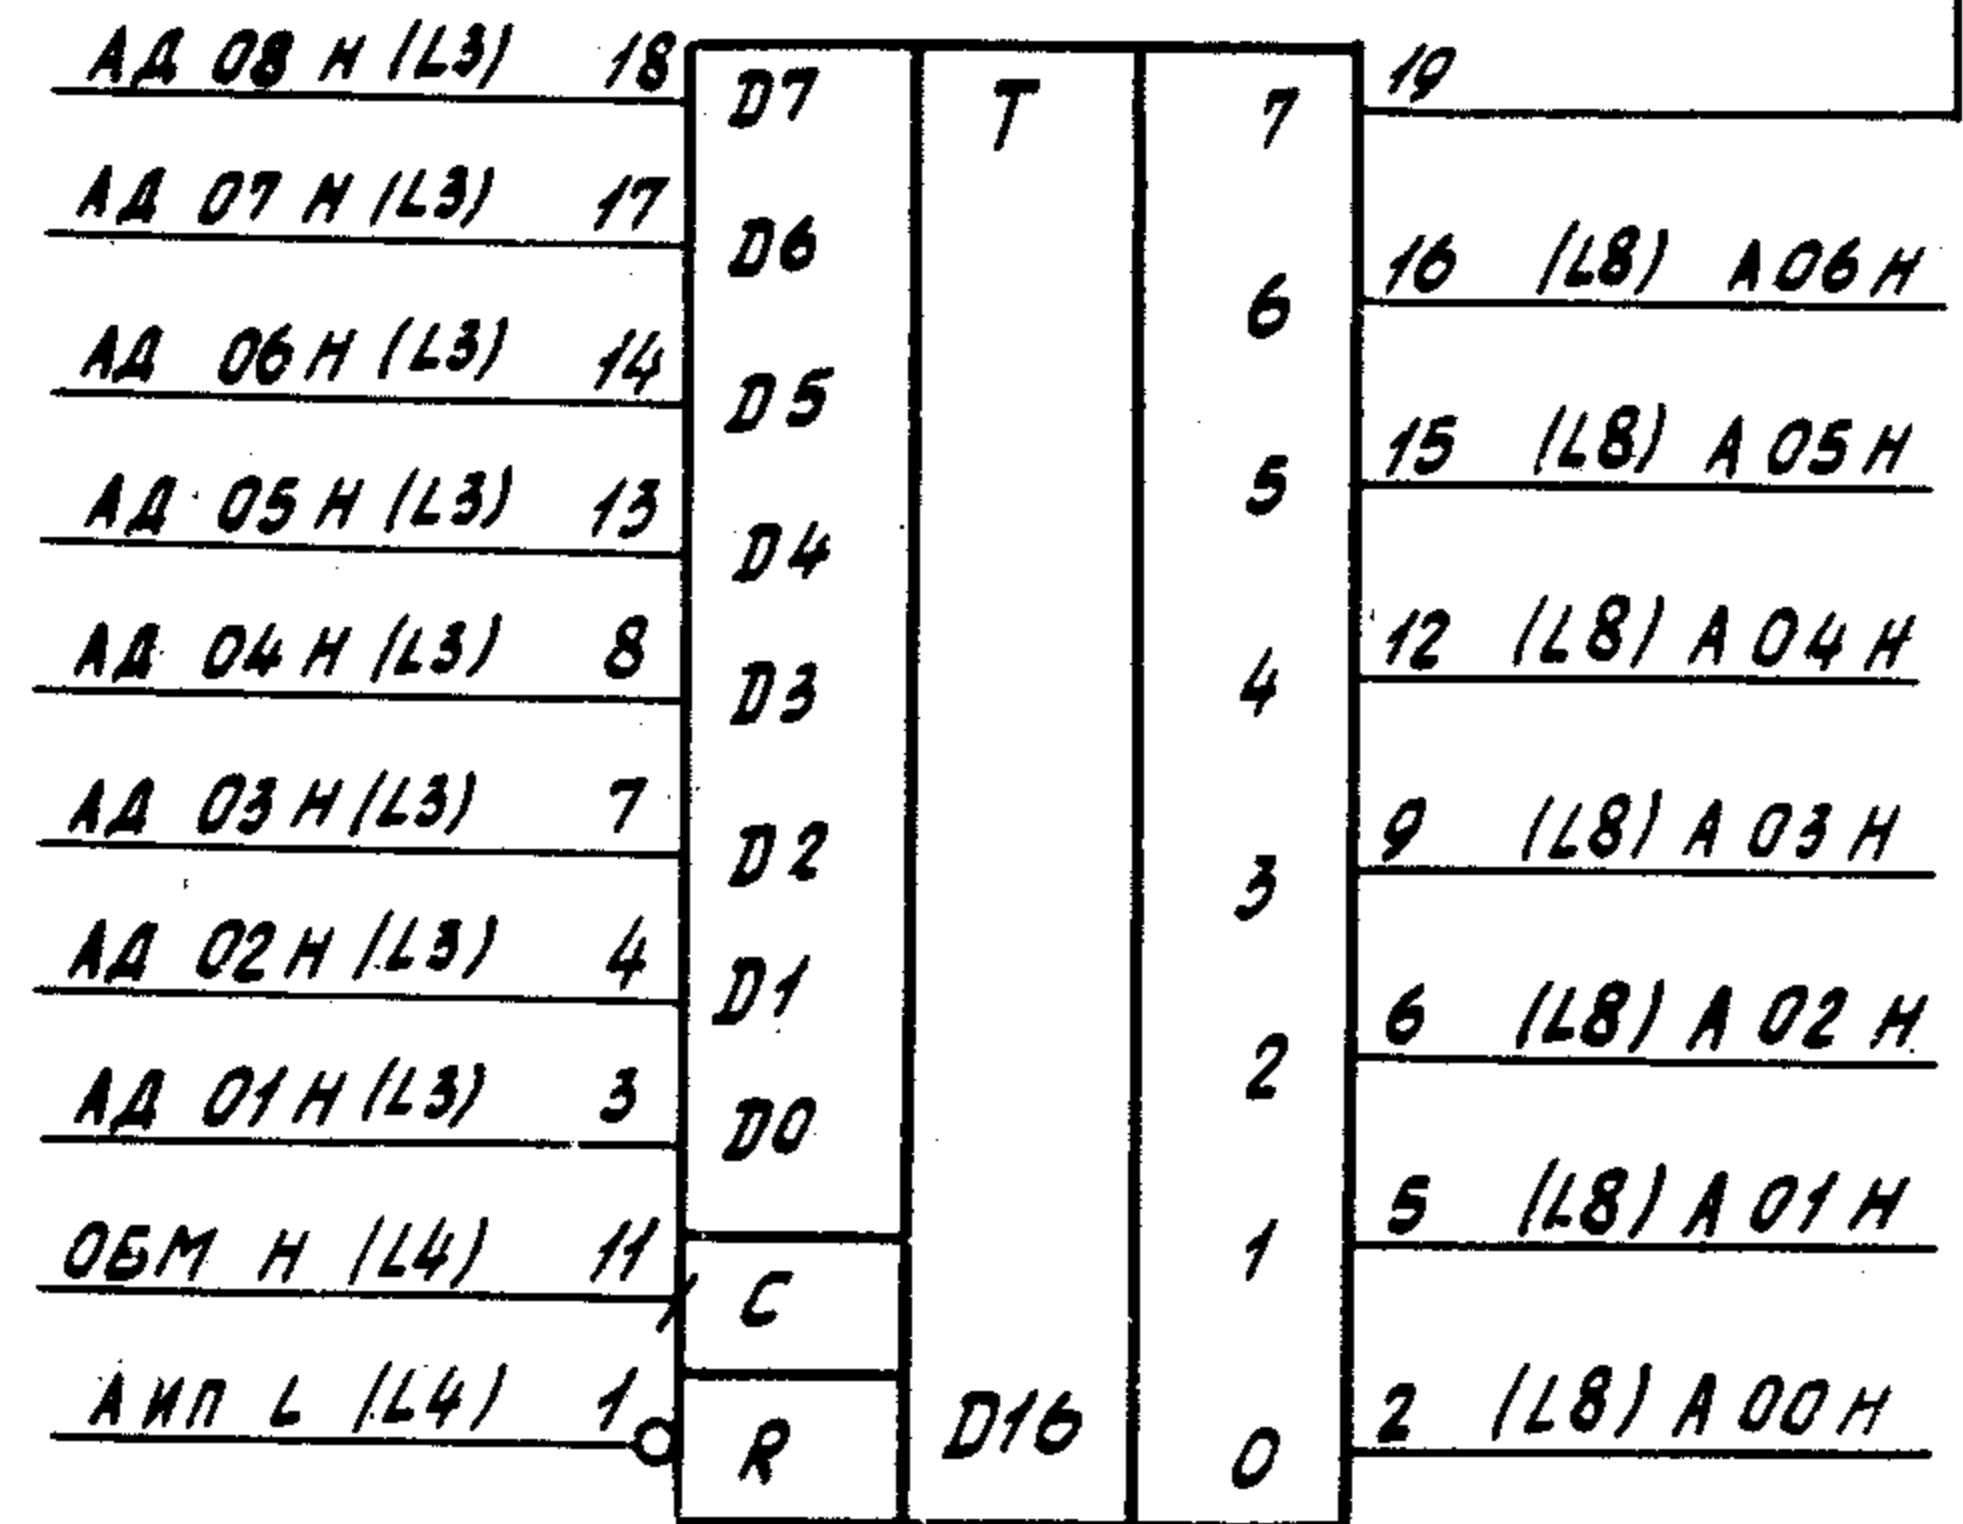 АД 08 Н (L3) 18 D7 Т 7 19
АД 07 Н (L3) 17 D6
6 16 (L8) А06 Н
АД 06 Н (L3) 14 D5
5 15 (L8) А 05 Н
АД 05 Н (L3) 13 D4
АД 04 Н (L3) 8 D3 4 12 (L8) А 04 Н
АД 03 Н (L3) 7 D2 3 9 (L8) А 03 Н
АД 02 Н (L3) 4 D1
2 6 (L8) А 02 Н
АД 01 Н (L3) 3 D0
ОБМ Н (L4) 11 С 1 5 (L8) А 01 Н
АИП L (L4) 1 R D16 0 2 (L8) А 00 Н